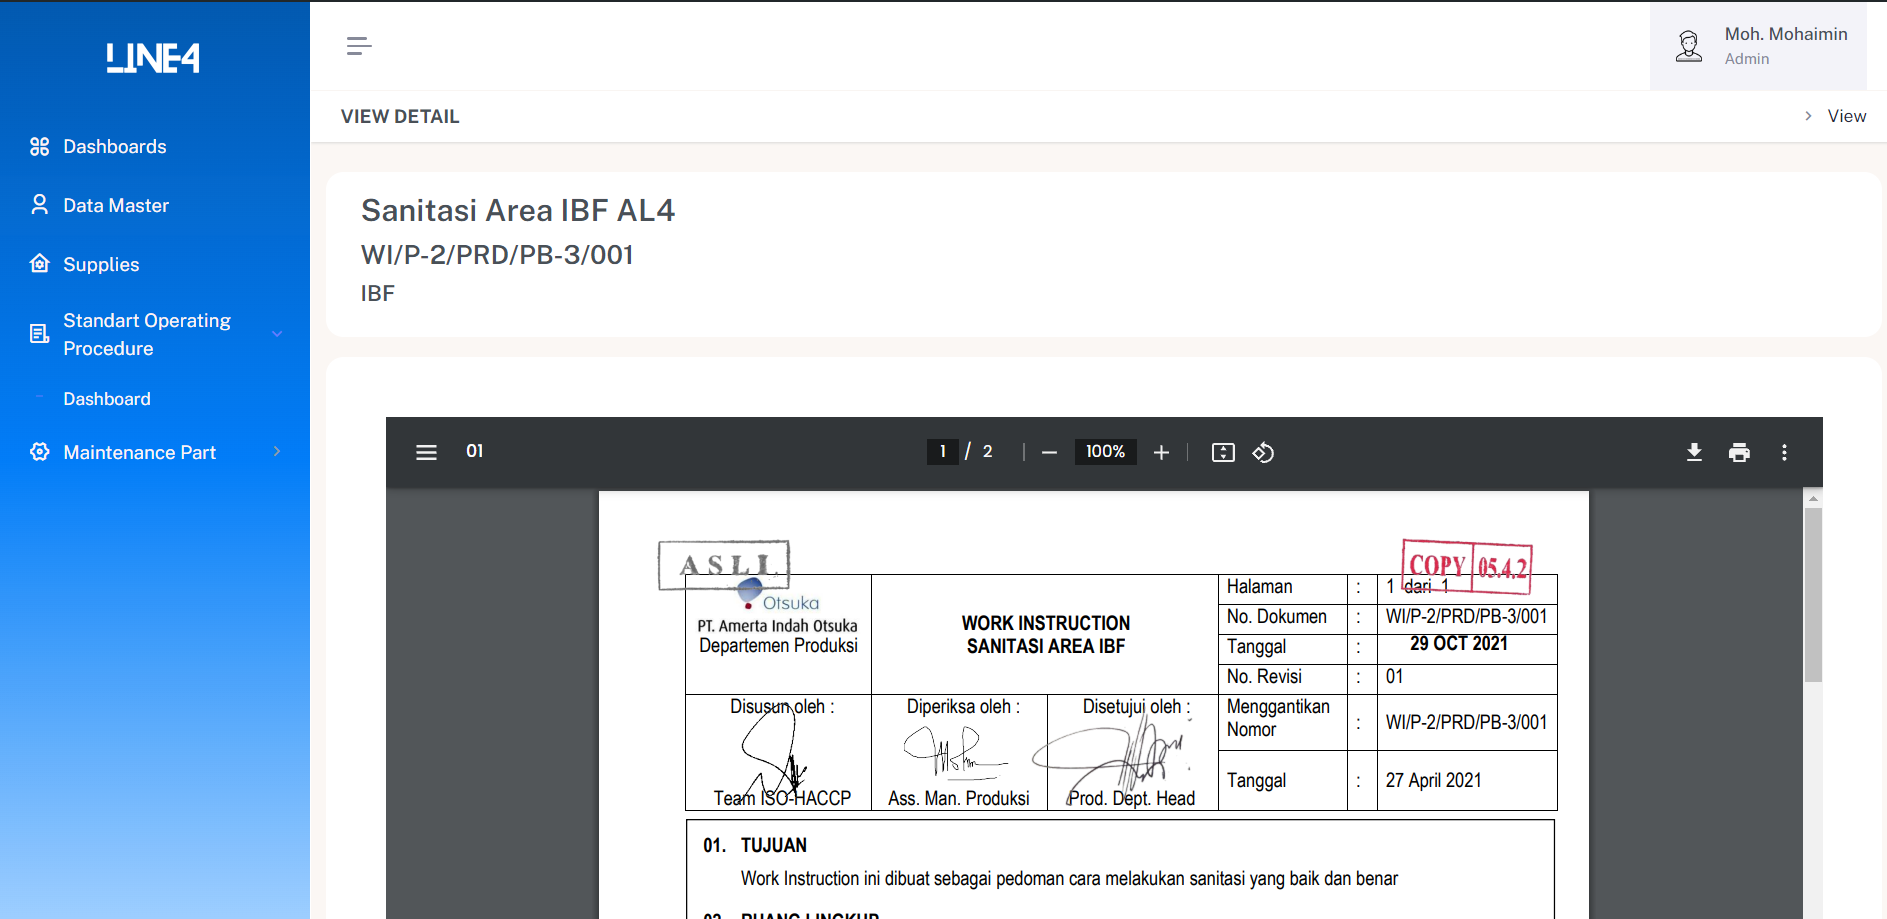 LINE4
Moh. Mohaimin
Admin
VIEW DETAIL
View
Dashboards
Data Master
Supplies
Standart Operating
Procedure
Dashboard
Maintenance Part
Sanitasi Area IBF AL4
WI/P-2/PRD/PB-3/001
IBF
01
1 / 2
100%
ASLI
COPY 05.4.2
Otsuka
PT. Amerta Indah Otsuka
Departemen Produksi
WORK INSTRUCTION
SANITASI AREA IBF
Halaman : 1 dari 1
No. Dokumen : WI/P-2/PRD/PB-3/001
Tanggal : 29 OCT 2021
No. Revisi : 01
Menggantikan
Nomor : WI/P-2/PRD/PB-3/001
Tanggal : 27 April 2021
Disusun oleh :
Team ISO-HACCP
Diperiksa oleh :
Ass. Man. Produksi
Disetujui oleh :
Prod. Dept. Head
01. TUJUAN
Work Instruction ini dibuat sebagai pedoman cara melakukan sanitasi yang baik dan benar
02. RUANG LINGKUP